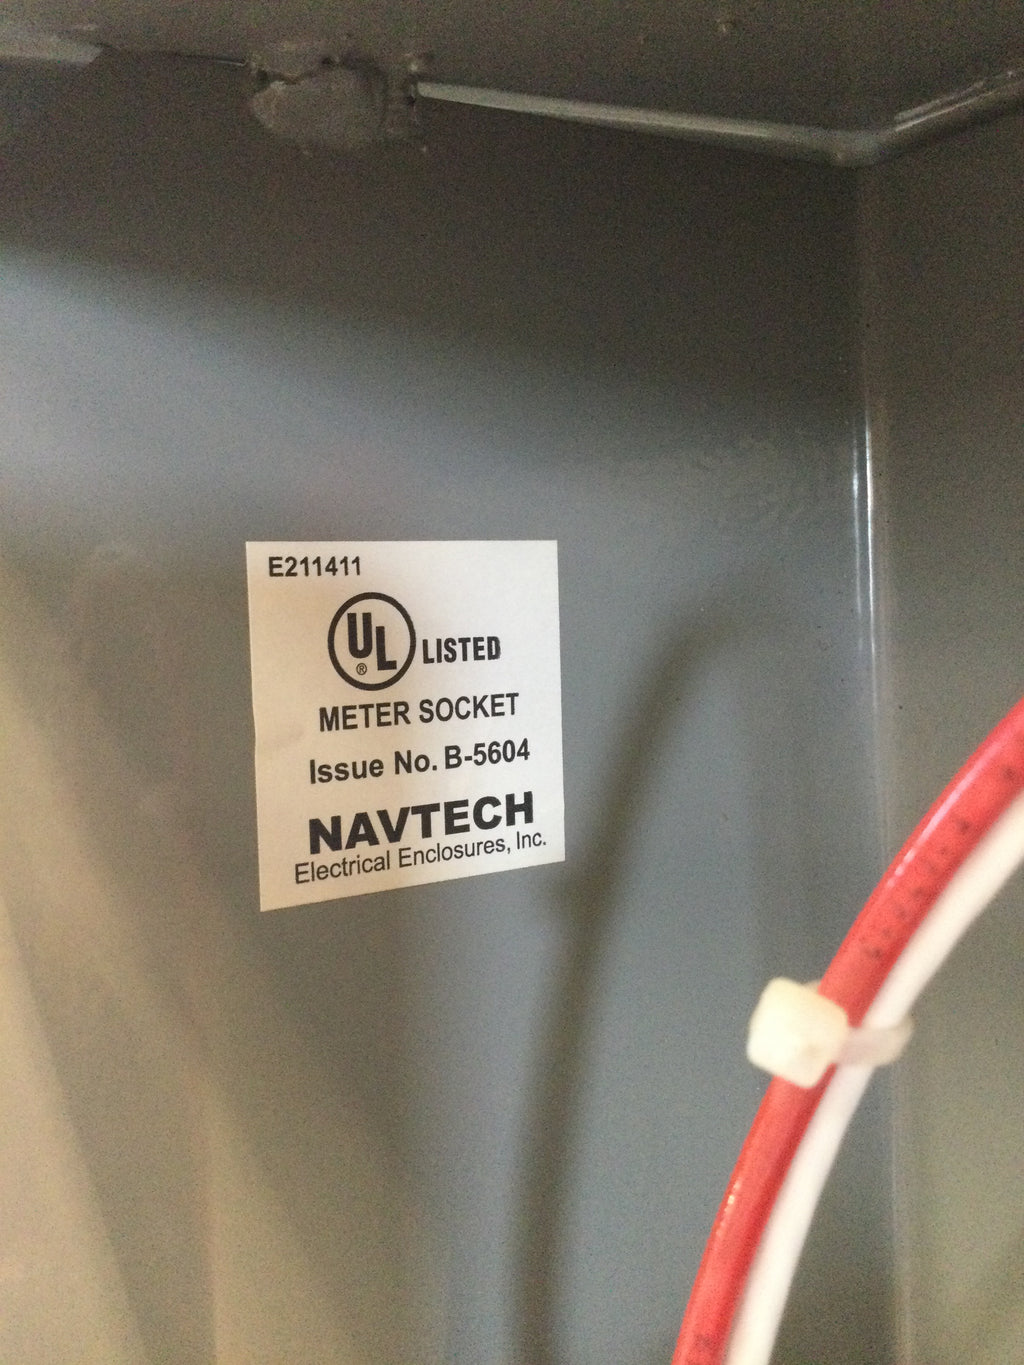 E211411
UL® LISTED
METER SOCKET
Issue No. B-5604
NAVTECH
Electrical Enclosures, Inc.